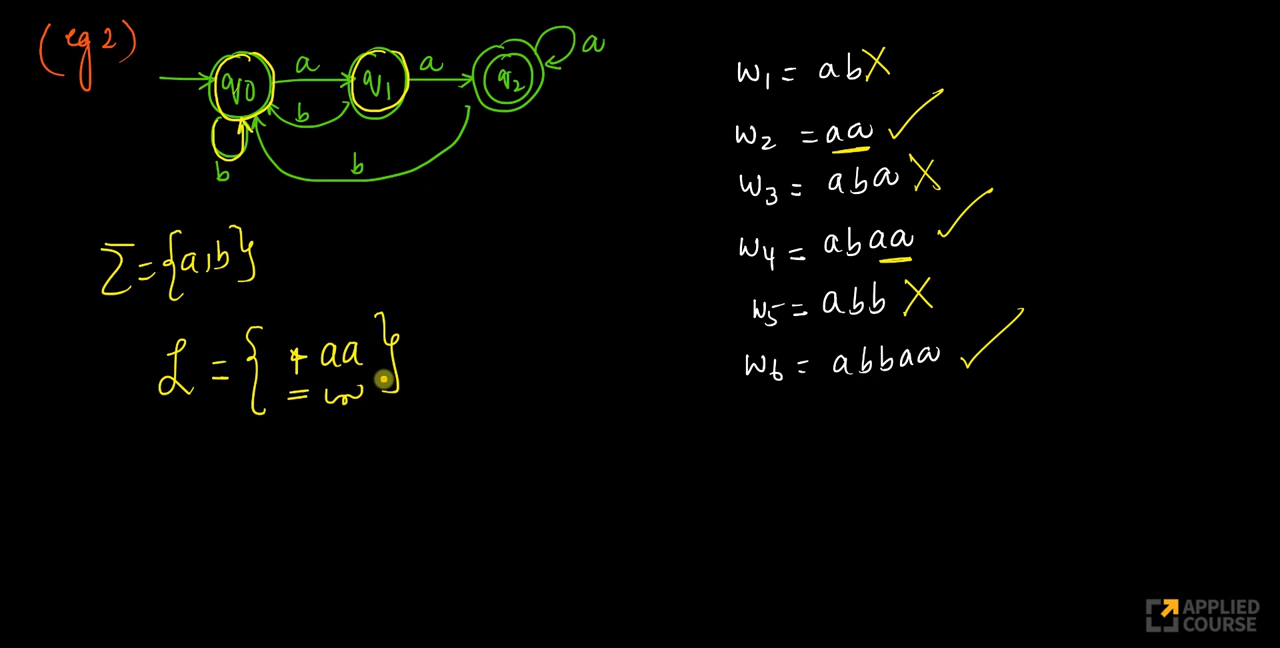 (eg 2)
a
a
a
q0
q1
q2
b
b
b
Σ = {a,b}
L = { * aa }
w1 = ab X
w2 = aa ✓
w3 = aba X
w4 = abaa ✓
w5 = abb X
w6 = abbaa ✓
APPLIED
COURSE